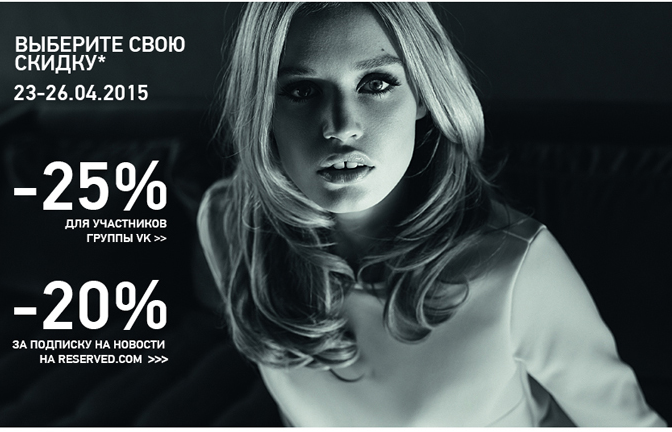 ВЫБЕРИТЕ СВОЮ
СКИДКУ*
23-26.04.2015
-25%
ДЛЯ УЧАСТНИКОВ
ГРУППЫ VK >>
-20%
ЗА ПОДПИСКУ НА НОВОСТИ
НА RESERVED.COM >>>